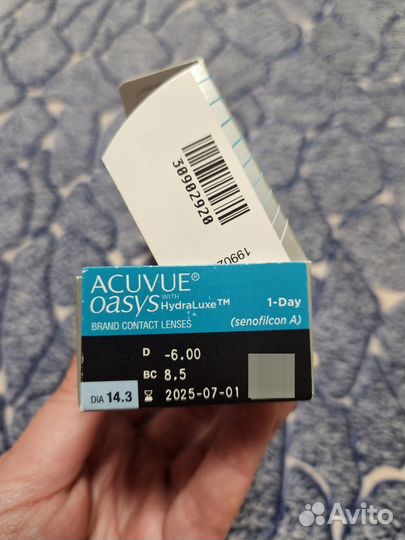 30902920
ACUVUE®
OASYS WITH HydraLuxe™ 1-Day
BRAND CONTACT LENSES (senofilcon A)
D -6.00
BC 8.5
DIA 14.3 2025-07-01
Avito